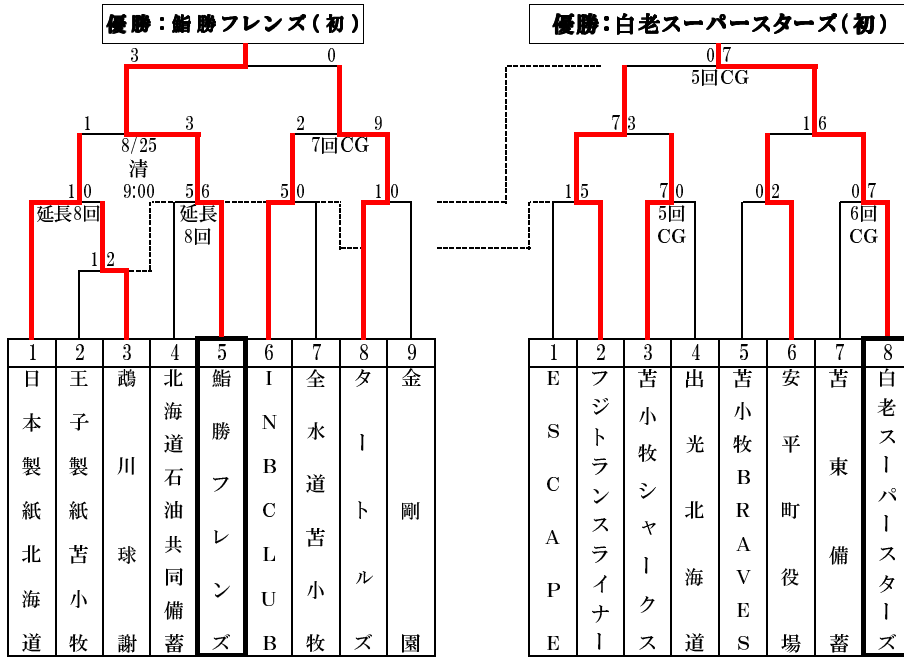 優勝：鮨勝フレンズ(初)
優勝：白老スーパースターズ(初)
3 0
0 7
5回CG
1 3
8/25
清
9:00
2 9
7回CG
7 3
1 6
1 0
延長8回
5 6
延長
8回
5 0
1 0
1 5
7 0
5回
CG
0 2
0 7
6回
CG
1 2
1 2 3 4 5 6 7 8 9
日本製紙北海道
王子製紙苫小牧
鵡川球謝
北海道石油共同備蓄
鮨勝フレンズ
INBCLUB
全水道苫小牧
タートルズ
金剛園
1 2 3 4 5 6 7 8
ESCAPE
フジトランスライナー
苫小牧シャークス
出光北海道
苫小牧BRAVES
安平町役場
苫東備蓄
白老スーパースターズ